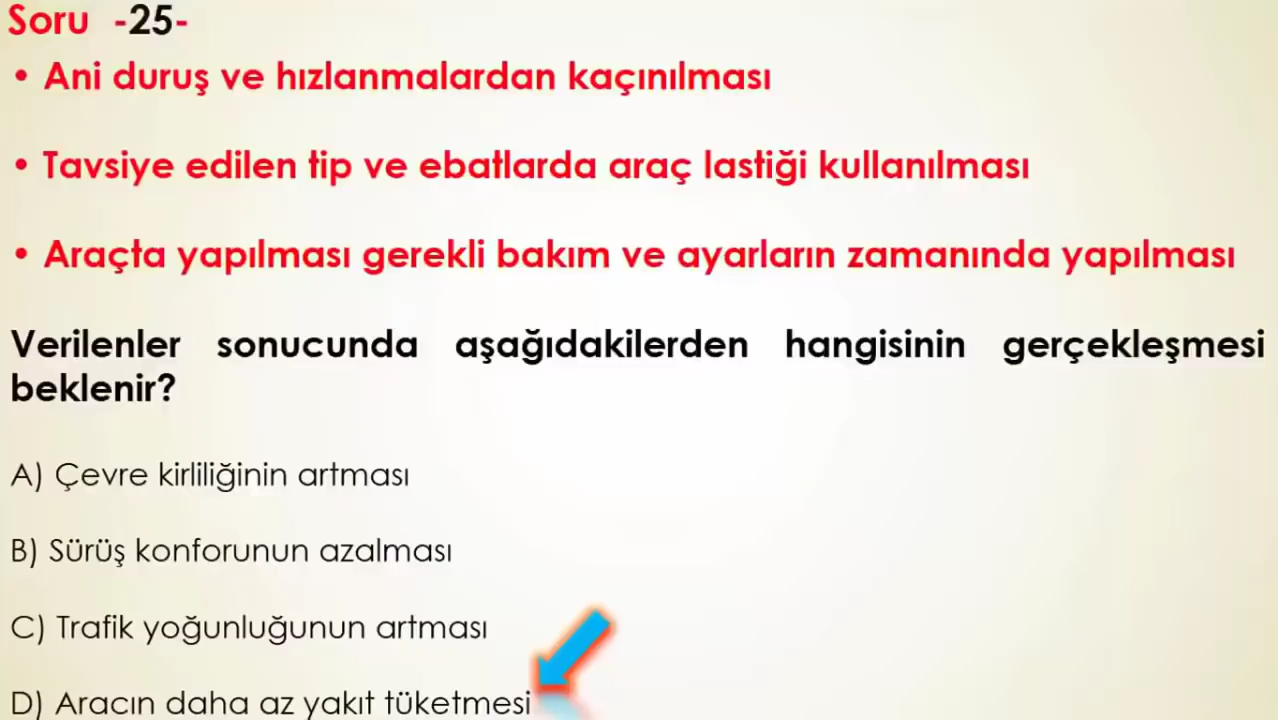 Soru -25-
• Ani duruş ve hızlanmalardan kaçınılması
• Tavsiye edilen tip ve ebatlarda araç lastiği kullanılması
• Araçta yapılması gerekli bakım ve ayarların zamanında yapılması
Verilenler sonucunda aşağıdakilerden hangisinin gerçekleşmesi
beklenir?
A) Çevre kirliliğinin artması
B) Sürüş konforunun azalması
C) Trafik yoğunluğunun artması
D) Aracın daha az yakıt tüketmesi